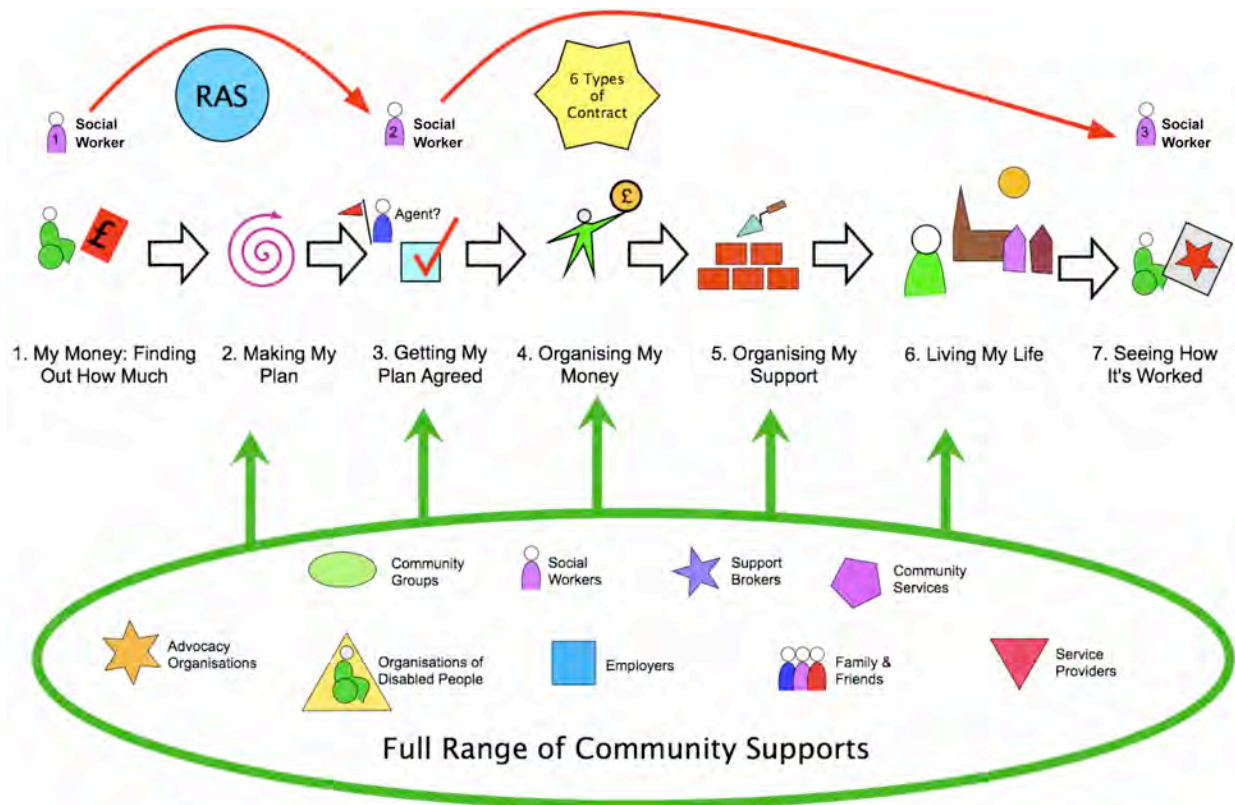 RAS
6 Types
of
Contract
1
Social
Worker
2
Social
Worker
3
Social
Worker
£
Agent?
£
1. My Money: Finding
Out How Much
2. Making My
Plan
3. Getting My
Plan Agreed
4. Organising My
Money
5. Organising My
Support
6. Living My Life
7. Seeing How
It's Worked
Community
Groups
Social
Workers
Support
Brokers
Community
Services
Advocacy
Organisations
Organisations of
Disabled People
Employers
Family &
Friends
Service
Providers
Full Range of Community Supports